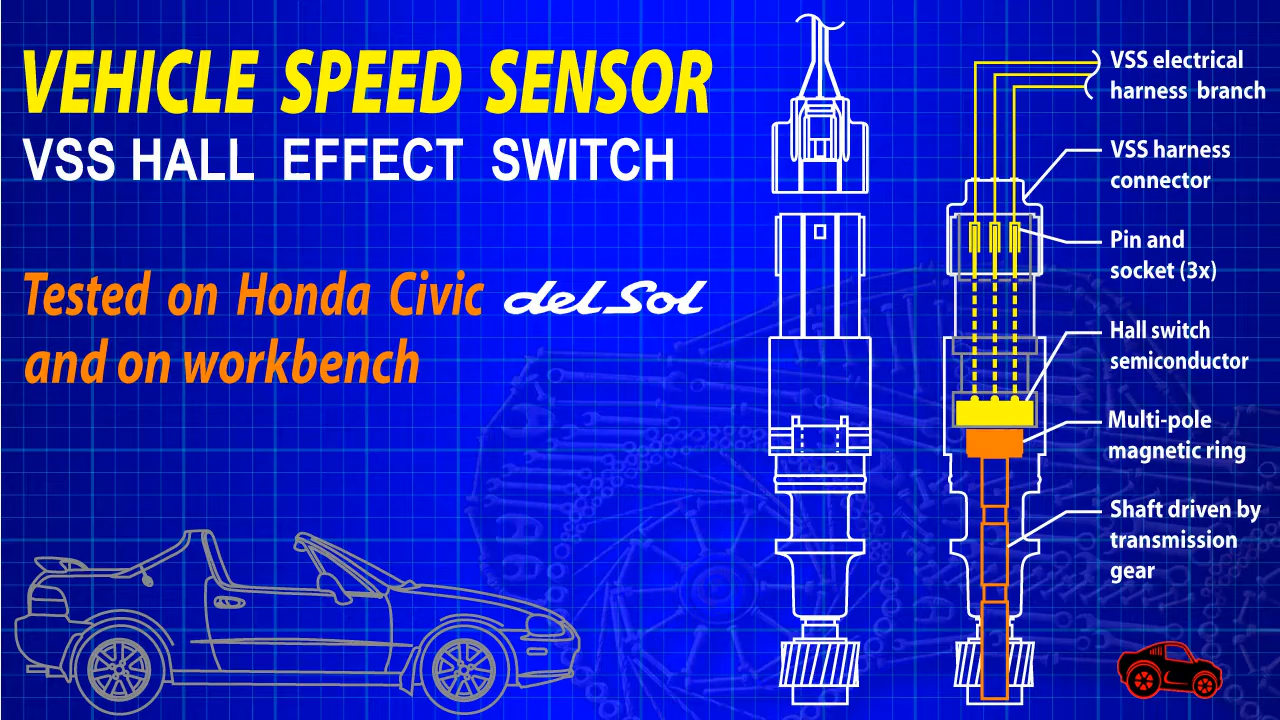 VEHICLE SPEED SENSOR
VSS HALL EFFECT SWITCH
Tested on Honda Civic del Sol
and on workbench
VSS electrical
harness branch
VSS harness
connector
Pin and
socket (3x)
Hall switch
semiconductor
Multi-pole
magnetic ring
Shaft driven by
transmission
gear